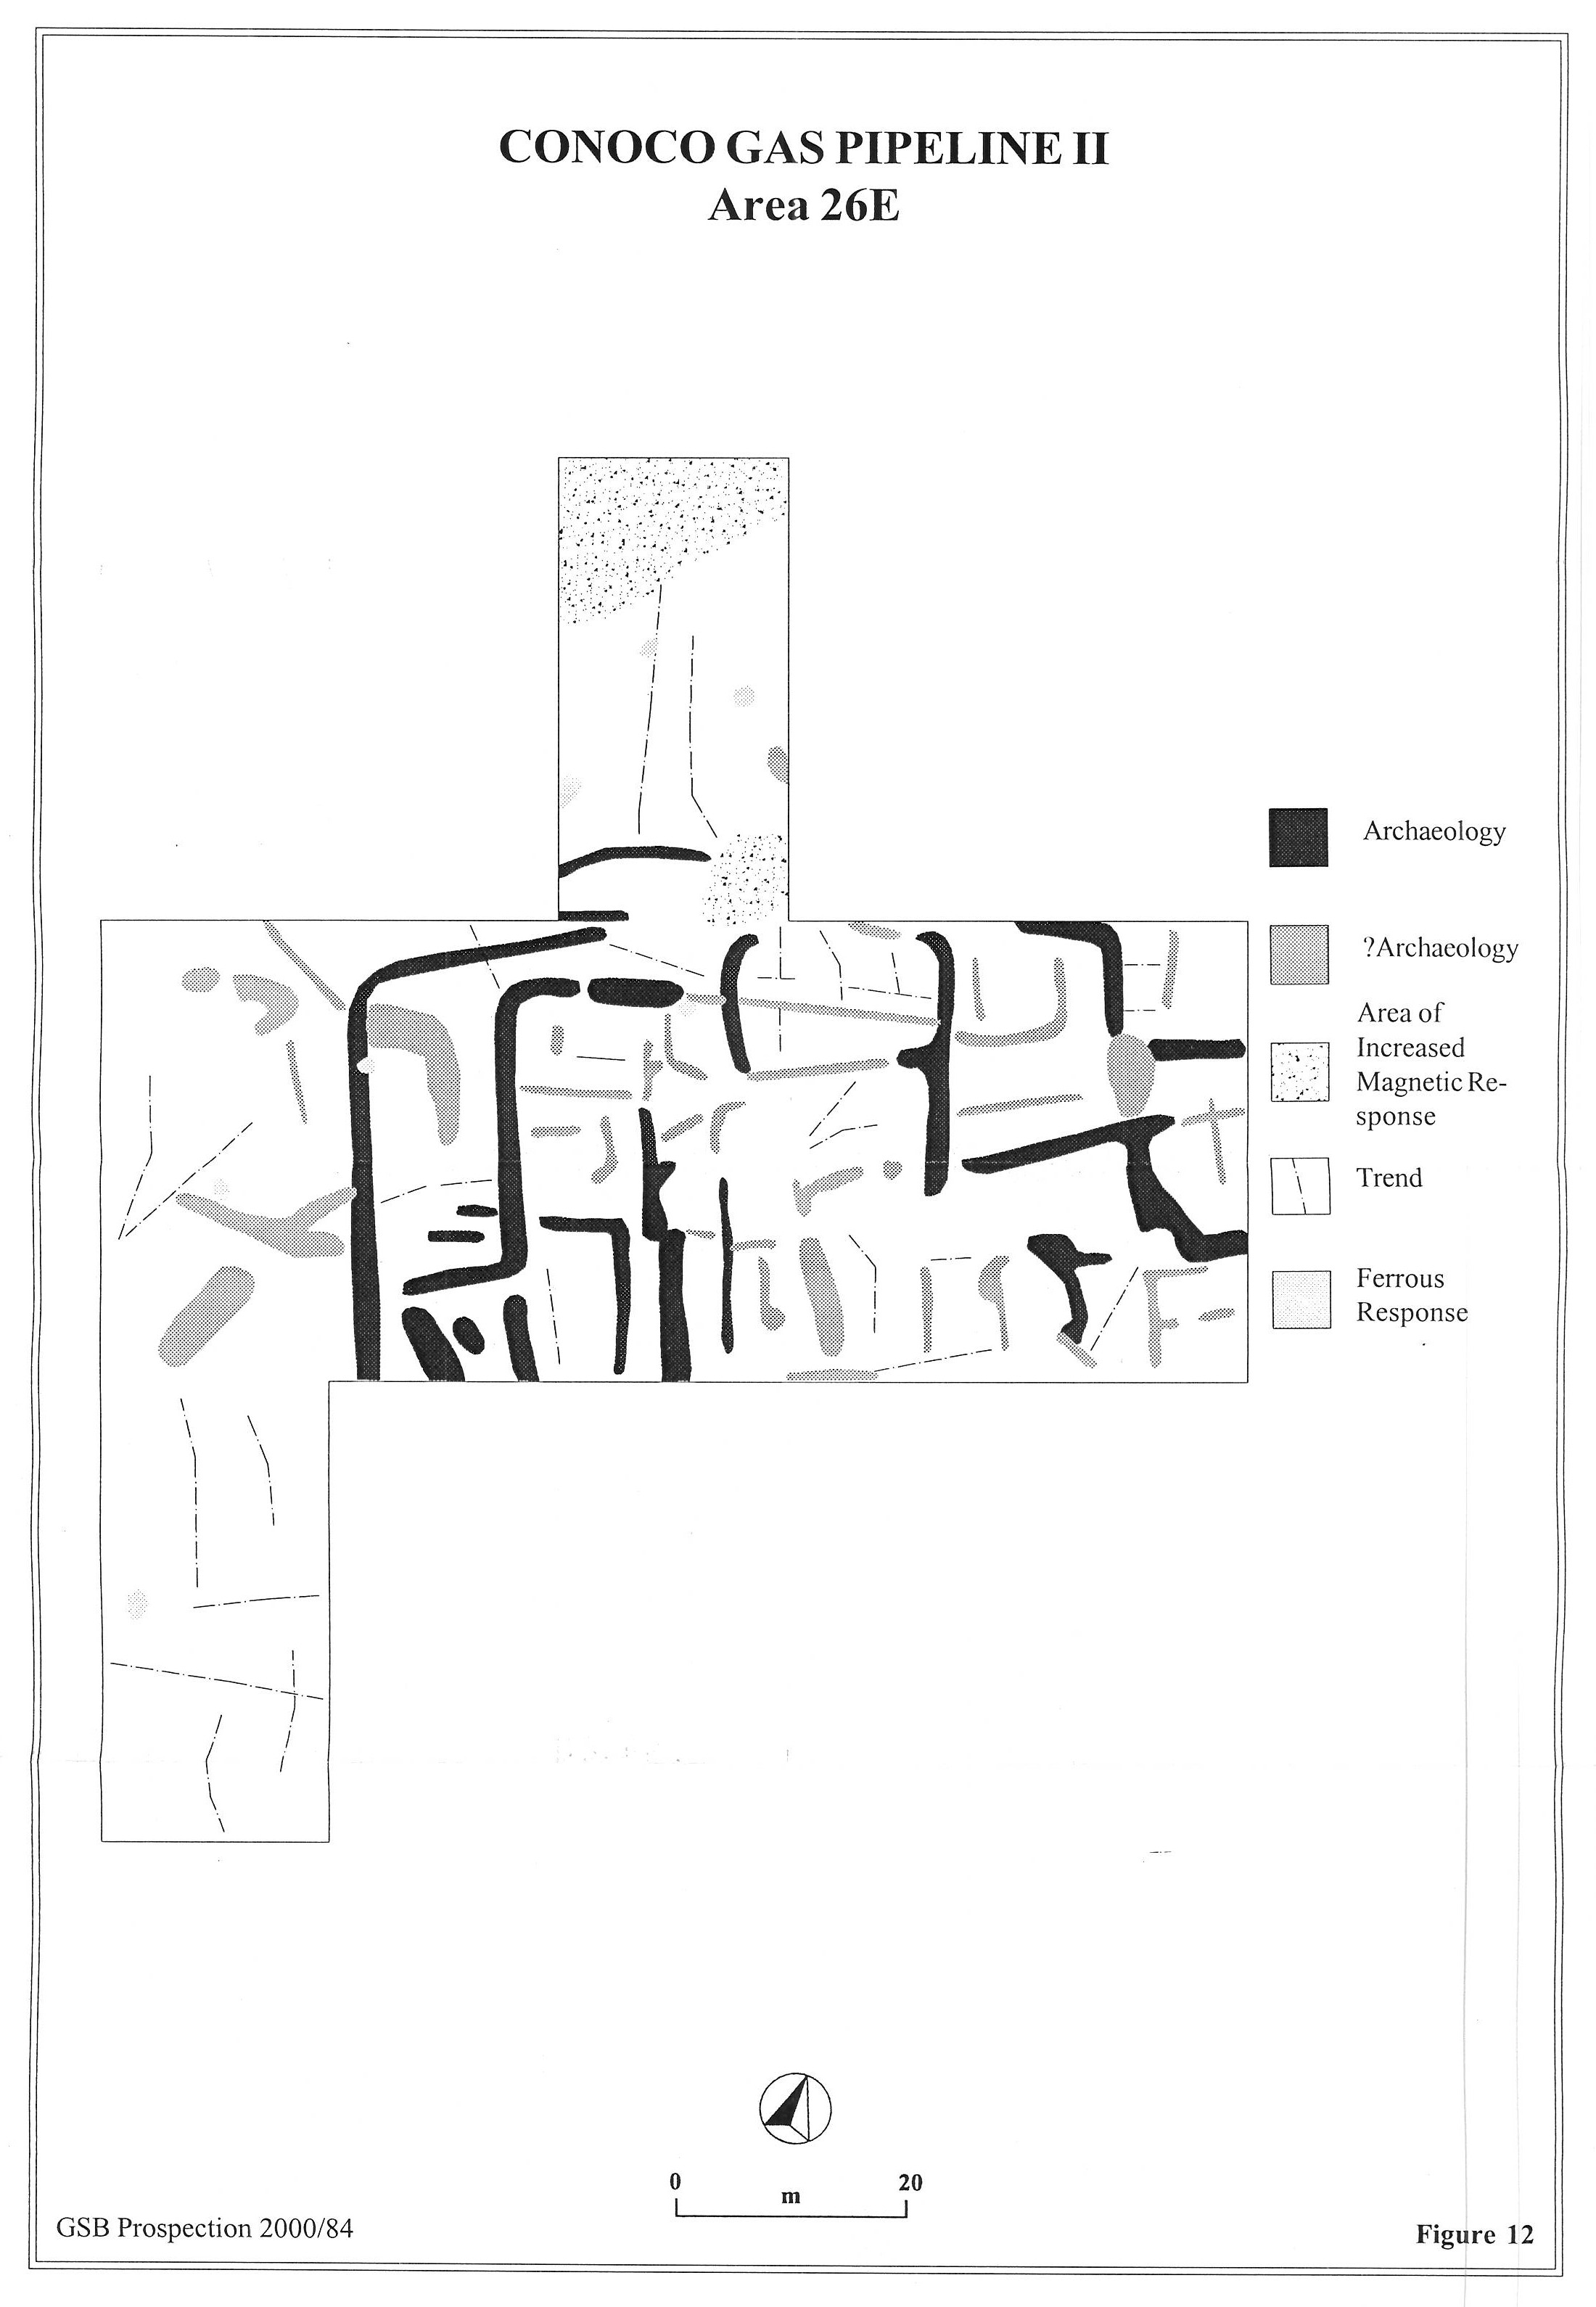 CONOCO GAS PIPELINE II
Area 26E
Archaeology
?Archaeology
Area of
Increased
Magnetic Re-
sponse
Trend
Ferrous
Response
0 20
m
GSB Prospection 2000/84
Figure 12